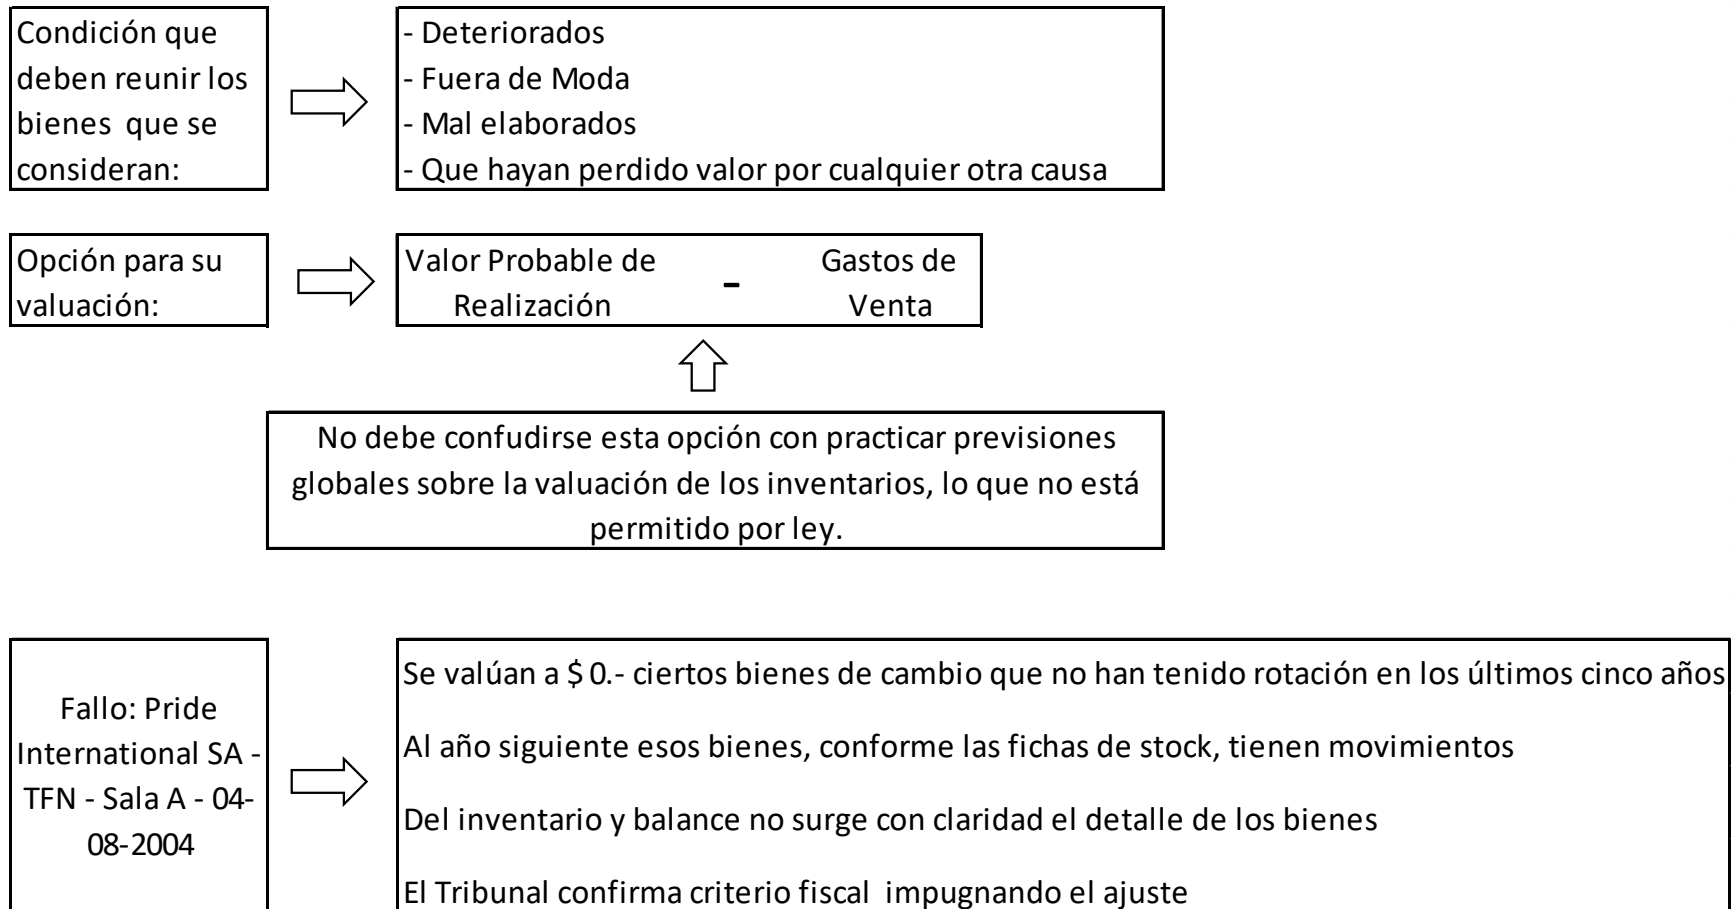 Condición que
deben reunir los
bienes que se
consideran:
- Deteriorados
- Fuera de Moda
- Mal elaborados
- Que hayan perdido valor por cualquier otra causa
Opción para su
valuación:
Valor Probable de
Realización
-
Gastos de
Venta
No debe confudirse esta opción con practicar previsiones
globales sobre la valuación de los inventarios, lo que no está
permitido por ley.
Fallo: Pride
International SA -
TFN - Sala A - 04-
08-2004
Se valúan a $ 0.- ciertos bienes de cambio que no han tenido rotación en los últimos cinco años
Al año siguiente esos bienes, conforme las fichas de stock, tienen movimientos
Del inventario y balance no surge con claridad el detalle de los bienes
El Tribunal confirma criterio fiscal impugnando el ajuste